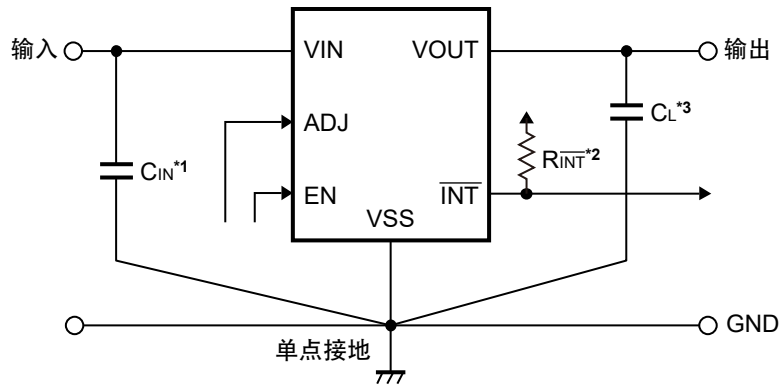 输入
VIN
VOUT
输出
ADJ
CL*3
CIN*1
RINT*2
EN
INT
VSS
GND
单点接地